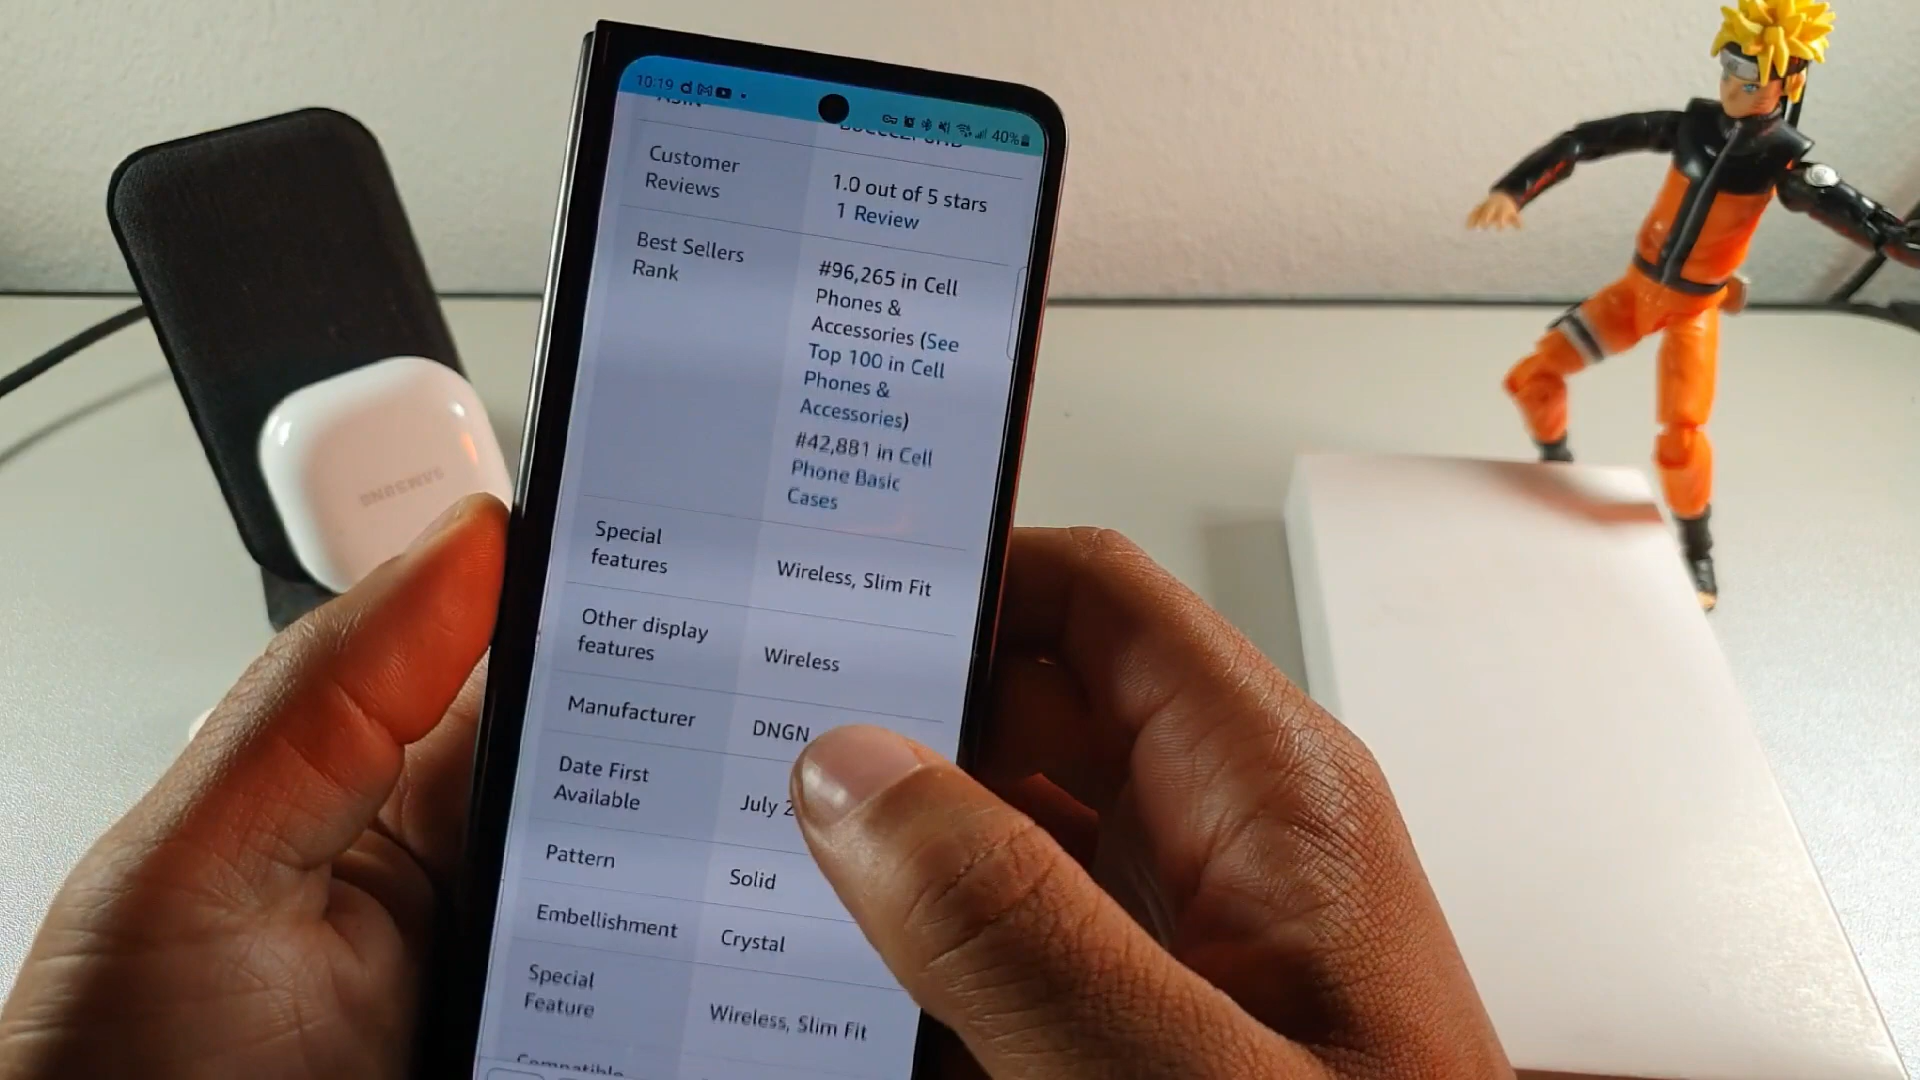 10:19
40%
ASIN
Customer
Reviews
1.0 out of 5 stars
1 Review
Best Sellers
Rank
#96,265 in Cell
Phones &
Accessories (See
Top 100 in Cell
Phones &
Accessories)
#42,881 in Cell
Phone Basic
Cases
Special
features
Wireless, Slim Fit
Other display
features
Wireless
Manufacturer
DNGN
Date First
Available
July 2
Pattern
Solid
Embellishment
Crystal
Special
Feature
Wireless, Slim Fit
Compatible
SAMSUNG